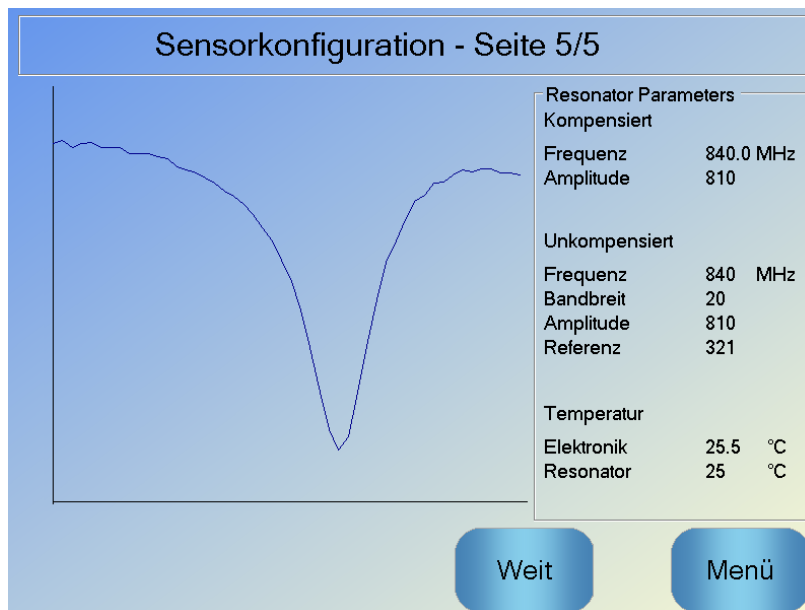 Sensorkonfiguration - Seite 5/5
Resonator Parameters
Kompensiert
Frequenz 840.0 MHz
Amplitude 810
Unkompensiert
Frequenz 840 MHz
Bandbreit 20
Amplitude 810
Referenz 321
Temperatur
Elektronik 25.5 °C
Resonator 25 °C
Weit Menü